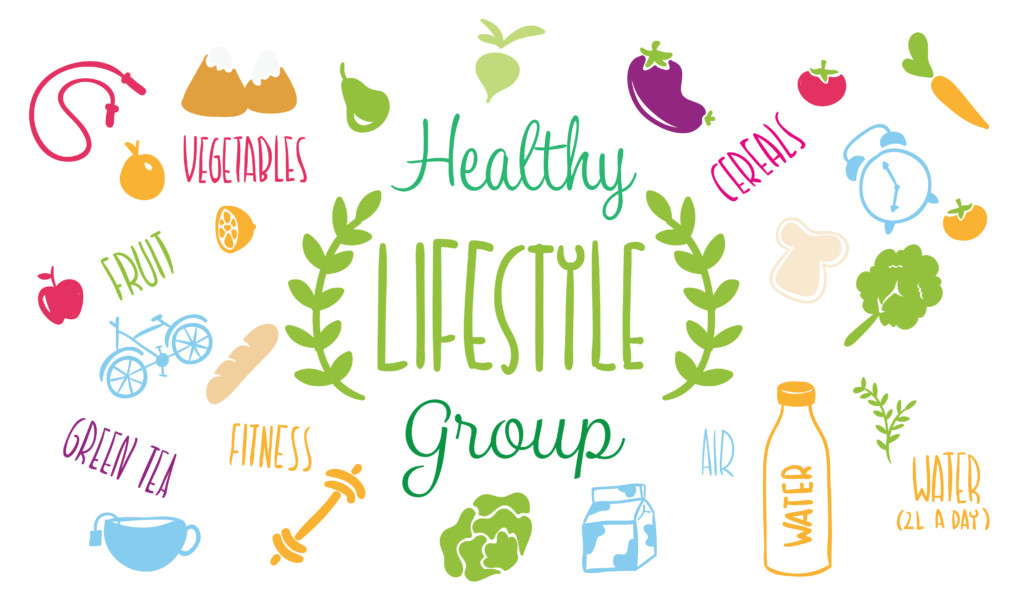 VEGETABLES
Healthy
CEREALS
FRUIT
LIFESTYLE
Group
GREEN TEA
FITNESS
AIR
WATER
WATER
(2L A DAY)